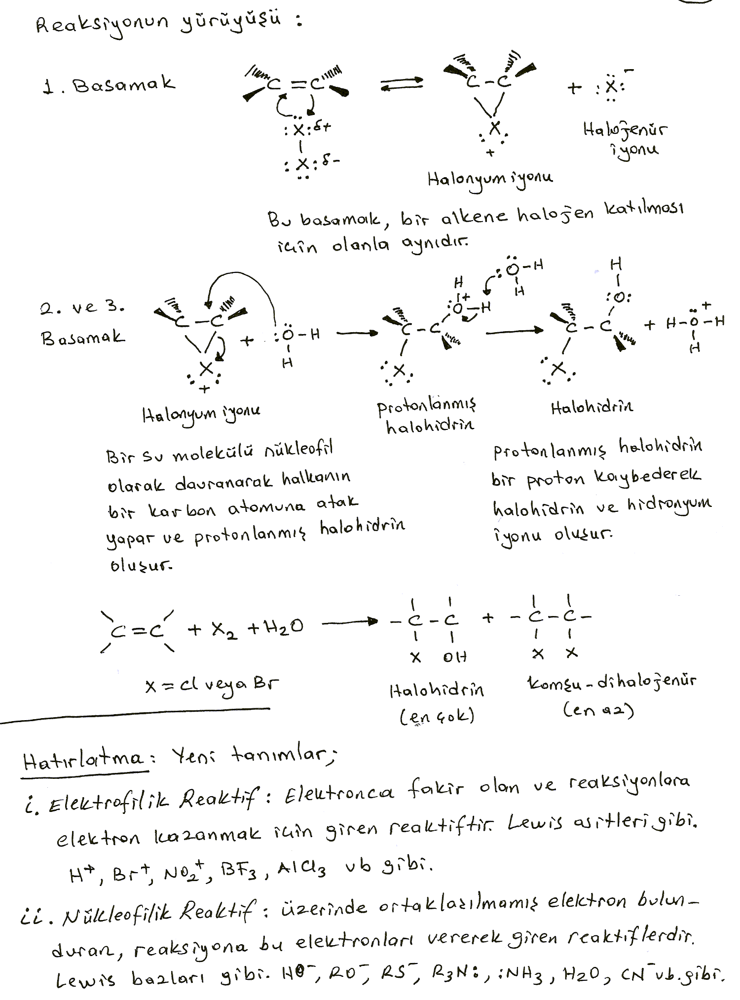 Reaksiyonun yürüyüşü :
1. Basamak
C = C
:X: δ+
:X: δ-
C - C
X
+
+ :X:⁻
Halojenür
iyonu
Halonyum iyonu
Bu basamak, bir alkene halojen katılması
için olanla aynıdır.
2. ve 3.
Basamak
C - C
X
+
+ :O-H
H
H
:O-H
+
C - C
X
:O-H
H
H
:O:
C - C
X
+ H-O-H
+
H
Halonyum iyonu
Protonlanmış
halohidrin
Halohidrin
Bir su molekülü nükleofil
olarak davranarak halkanın
bir karbon atomuna atak
yapar ve protonlanmış halohidrin
oluşur.
Protonlanmış halohidrin
bir proton kaybederek
halohidrin ve hidronyum
iyonu oluşur.
C=C + X₂ + H₂O → -C-C + -C-C-
X OH X X
X = Cl veya Br
Halohidrin
(en çok)
Komşu-dihalojenür
(en az)
Hatırlatma: Yeni tanımlar;
i. Elektrofilik Reaktif : Elektronca fakir olan ve reaksiyonlara
elektron kazanmak için giren reaktiftir. Lewis asitleri gibi.
H⁺, Br⁺, NO₂⁺, BF₃, AlCl₃ vb gibi.
ii. Nükleofilik Reaktif : üzerinde ortaklaşılmamış elektron bulun-
duran, reaksiyona bu elektronları vererek giren reaktiflerdir.
Lewis bazları gibi. HO⁻, RO⁻, RS⁻, R₃N:, :NH₃, H₂O, CN⁻ vb. gibi.